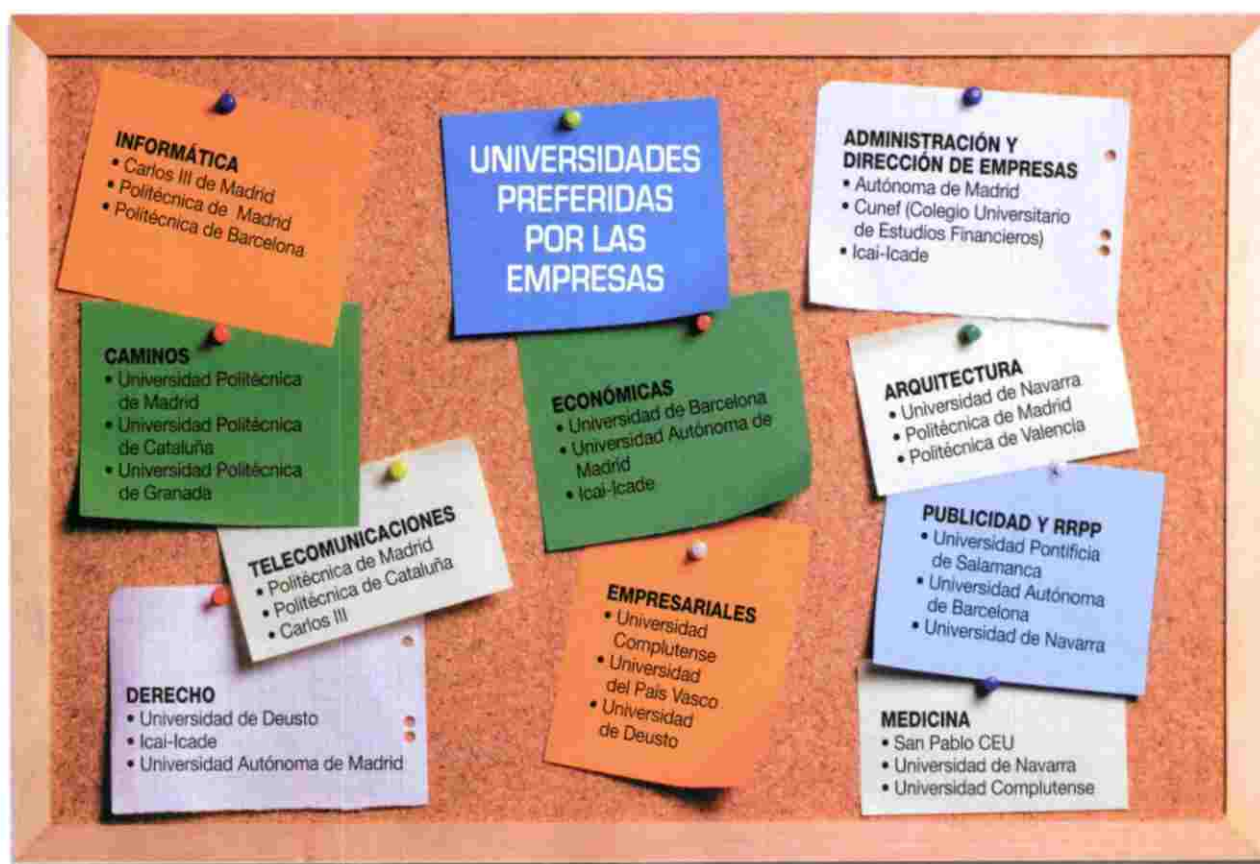 UNIVERSIDADES
PREFERIDAS
POR LAS
EMPRESAS
INFORMÁTICA
• Carlos III de Madrid
• Politécnica de Madrid
• Politécnica de Barcelona
CAMINOS
• Universidad Politécnica
de Madrid
• Universidad Politécnica
de Cataluña
• Universidad Politécnica
de Granada
TELECOMUNICACIONES
• Politécnica de Madrid
• Politécnica de Cataluña
• Carlos III
DERECHO
• Universidad de Deusto
• Icai-Icade
• Universidad Autónoma de Madrid
ECONÓMICAS
• Universidad de Barcelona
• Universidad Autónoma de
Madrid
• Icai-Icade
EMPRESARIALES
• Universidad
Complutense
• Universidad
del País Vasco
• Universidad
de Deusto
ADMINISTRACIÓN Y
DIRECCIÓN DE EMPRESAS
• Autónoma de Madrid
• Cunef (Colegio Universitario
de Estudios Financieros)
• Icai-Icade
ARQUITECTURA
• Universidad de Navarra
• Politécnica de Madrid
• Politécnica de Valencia
PUBLICIDAD Y RRPP
• Universidad Pontificia
de Salamanca
• Universidad Autónoma
de Barcelona
• Universidad de Navarra
MEDICINA
• San Pablo CEU
• Universidad de Navarra
• Universidad Complutense